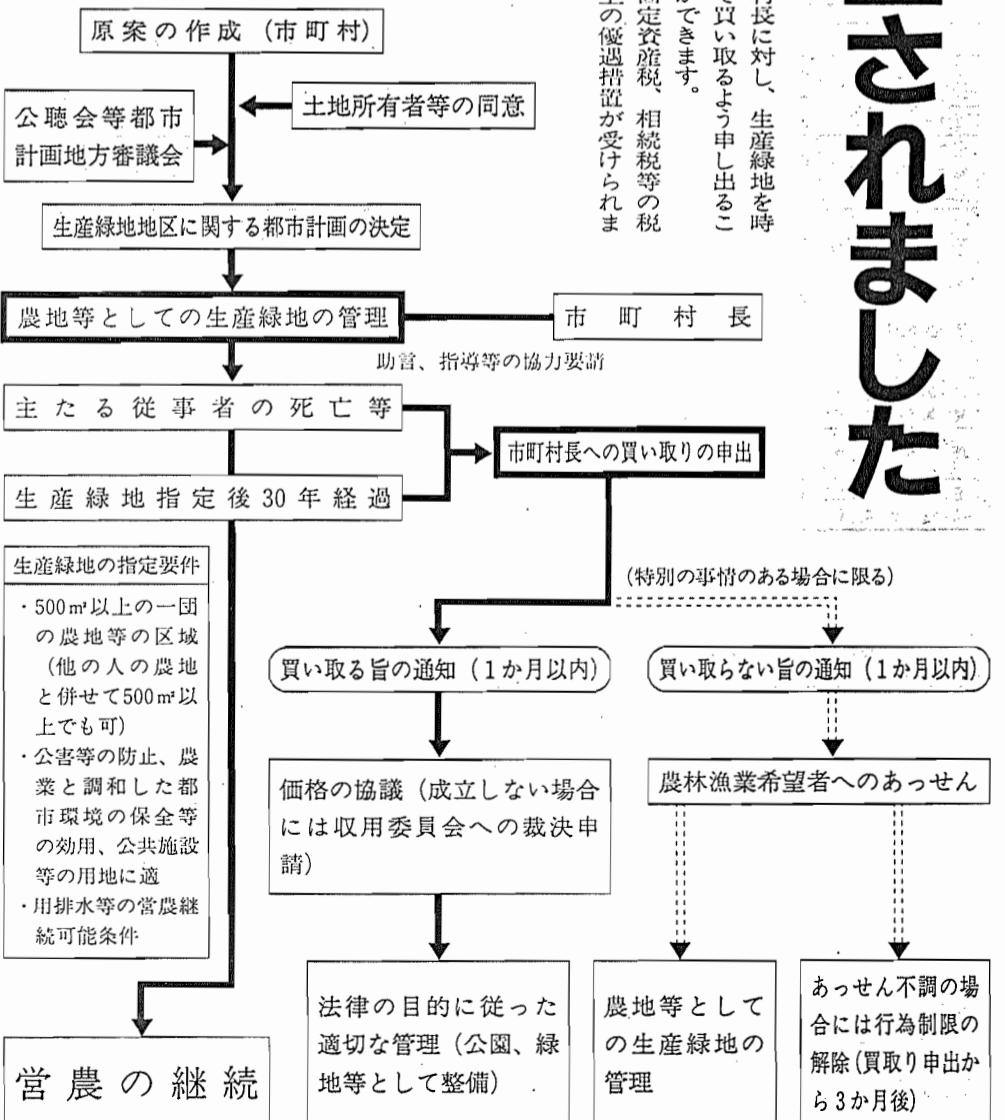 されました
村長に対し、生産緑地を時
で買い取るよう申し出るこ
ができます。
固定資産税、相続税等の税
上の優遇措置が受けられま
原案の作成（市町村）
土地所有者等の同意
公聴会等都市
計画地方審議会
生産緑地地区に関する都市計画の決定
農地等としての生産緑地の管理
市町村長
助言、指導等の協力要請
主たる従事者の死亡等
生産緑地指定後30年経過
市町村長への買い取りの申出
生産緑地の指定要件
・500㎡以上の一団
の農地等の区域
（他の人の農地
と併せて500㎡以
上でも可）
・公害等の防止、農
業と調和した都
市環境の保全等
の効用、公共施設
等の用地に適
・用排水等の営農継
続可能条件
（特別の事情のある場合に限る）
買い取る旨の通知（1か月以内）
買い取らない旨の通知（1か月以内）
価格の協議（成立しない場合
には収用委員会への裁決申
請）
農林漁業希望者へのあっせん
営農の継続
法律の目的に従った
適切な管理（公園、緑
地等として整備）
農地等として
の生産緑地の
管理
あっせん不調の場
合には行為制限の
解除（買取り申出か
ら3か月後）